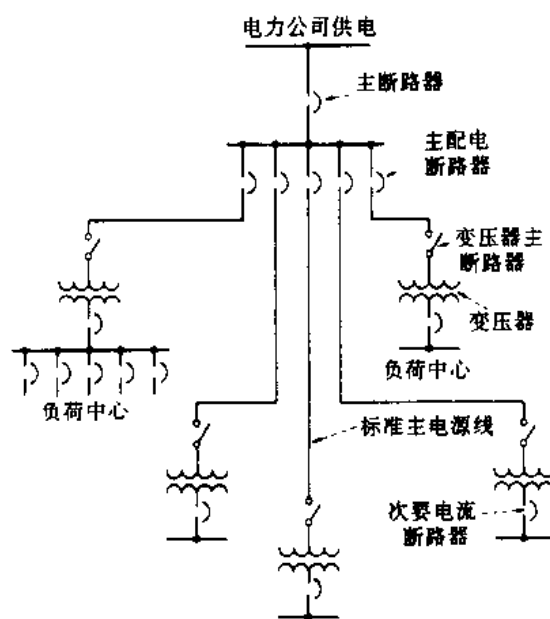 电力公司供电
主断路器
主配电
断路器
变压器主
断路器
变压器
负荷中心
负荷中心
标准主电源线
次要电流
断路器